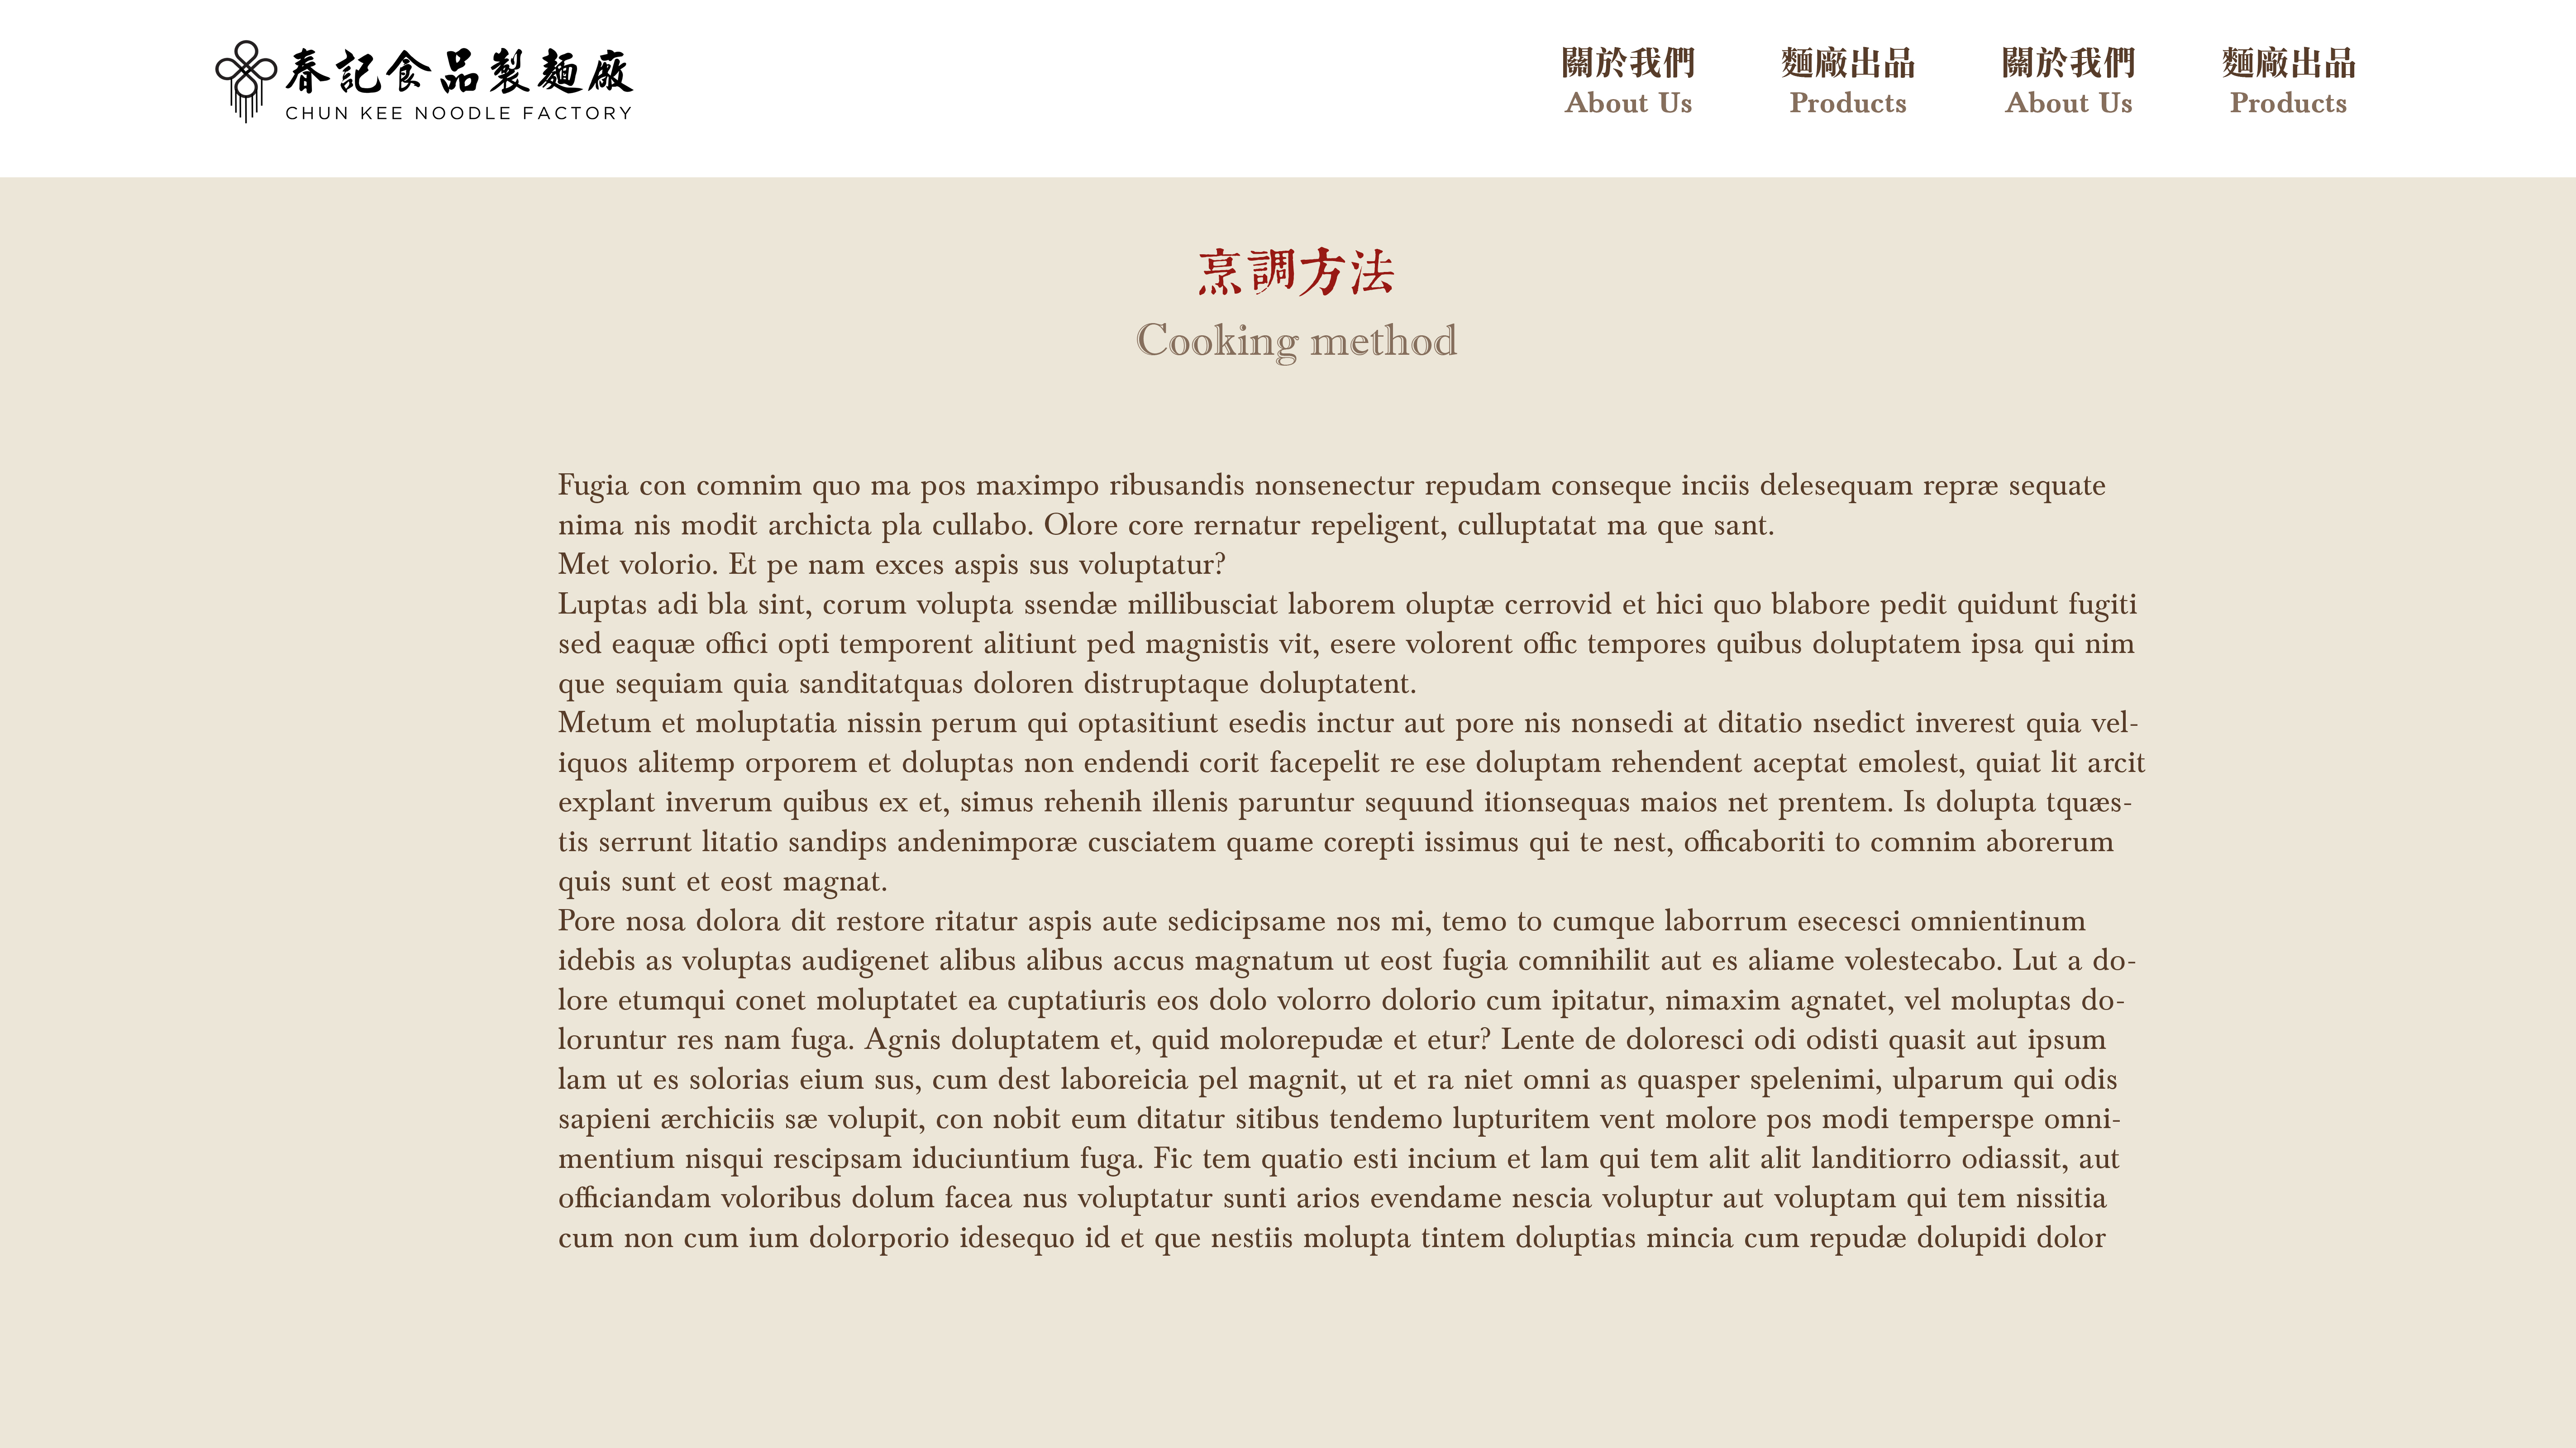 春記食品製麵廠
CHUN KEE NOODLE FACTORY
關於我們
About Us
麵廠出品
Products
關於我們
About Us
麵廠出品
Products
烹調方法
Cooking method
Fugia con comnim quo ma pos maximpo ribusandis nonsenectur repudam conseque inciis delesequam repræ sequate
nima nis modit archicta pla cullabo. Olore core rernatur repeligent, culluptatat ma que sant.
Met volorio. Et pe nam exces aspis sus voluptatur?
Luptas adi bla sint, corum volupta ssendæ millibusciat laborem oluptæ cerrovid et hici quo blabore pedit quidunt fugiti
sed eaquæ offici opti temporent alitiunt ped magnistis vit, esere volorent offic tempores quibus doluptatem ipsa qui nim
que sequiam quia sanditatquas doloren distruptaque doluptatent.
Metum et moluptatia nissin perum qui optasitiunt esedis inctur aut pore nis nonsedi at ditatio nsedict inverest quia vel-
iquos alitemp orporem et doluptas non endendi corit facepelit re ese doluptam rehendent aceptat emolest, quiat lit arcit
explant inverum quibus ex et, simus rehenih illenis paruntur sequund itionsequas maios net prentem. Is dolupta tquæs-
tis serrunt litatio sandips andenimporæ cusciatem quame corepti issimus qui te nest, officaboriti to comnim aborerum
quis sunt et eost magnat.
Pore nosa dolora dit restore ritatur aspis aute sedicipsame nos mi, temo to cumque laborrum esecesci omnientinum
idebis as voluptas audigenet alibus alibus accus magnatum ut eost fugia comnihilit aut es aliame volestecabo. Lut a do-
lore etumqui conet moluptatet ea cuptatiuris eos dolo volorro dolorio cum ipitatur, nimaxim agnatet, vel moluptas do-
loruntur res nam fuga. Agnis doluptatem et, quid molorepudæ et etur? Lente de doloresci odi odisti quasit aut ipsum
lam ut es solorias eium sus, cum dest laboreicia pel magnit, ut et ra niet omni as quasper spelenimi, ulparum qui odis
sapieni ærchiciis sæ volupit, con nobit eum ditatur sitibus tendemo lupturitem vent molore pos modi temperspe omni-
mentium nisqui rescipsam iduciuntium fuga. Fic tem quatio esti incium et lam qui tem alit alit landitiorro odiassit, aut
officiandam voloribus dolum facea nus voluptatur sunti arios evendame nescia voluptur aut voluptam qui tem nissitia
cum non cum ium dolorporio idesequo id et que nestiis molupta tintem doluptias mincia cum repudæ dolupidi dolor